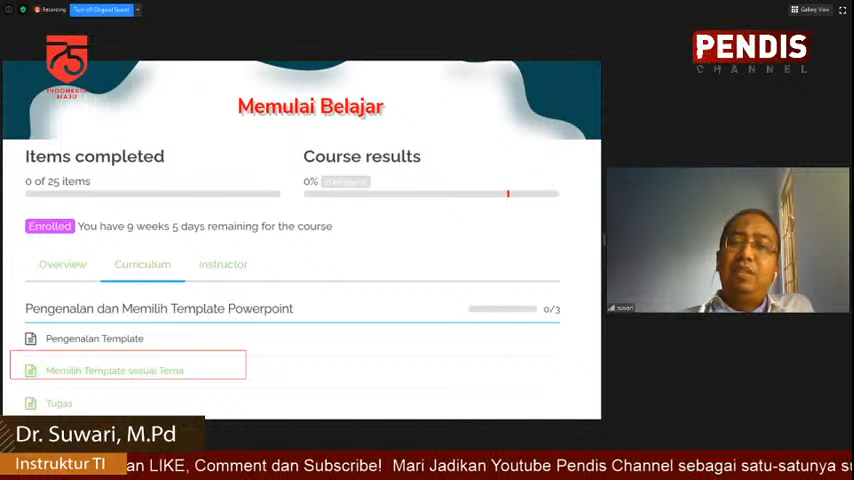 Recording
Turn off Original Sound
Gallery View
75
INDONESIA
MAJU
PENDIS
CHANNEL
Memulai Belajar
Items completed
Course results
0 of 25 items
0%
Enrolled You have 9 weeks 5 days remaining for the course
Overview Curriculum Instructor
Pengenalan dan Memilih Template Powerpoint 0/3
Pengenalan Template
Memilih Template sesuai Tema
Tugas
suwari
Dr. Suwari, M.Pd
Instruktur TI
an LIKE, Comment dan Subscribe! Mari Jadikan Youtube Pendis Channel sebagai satu-satunya su